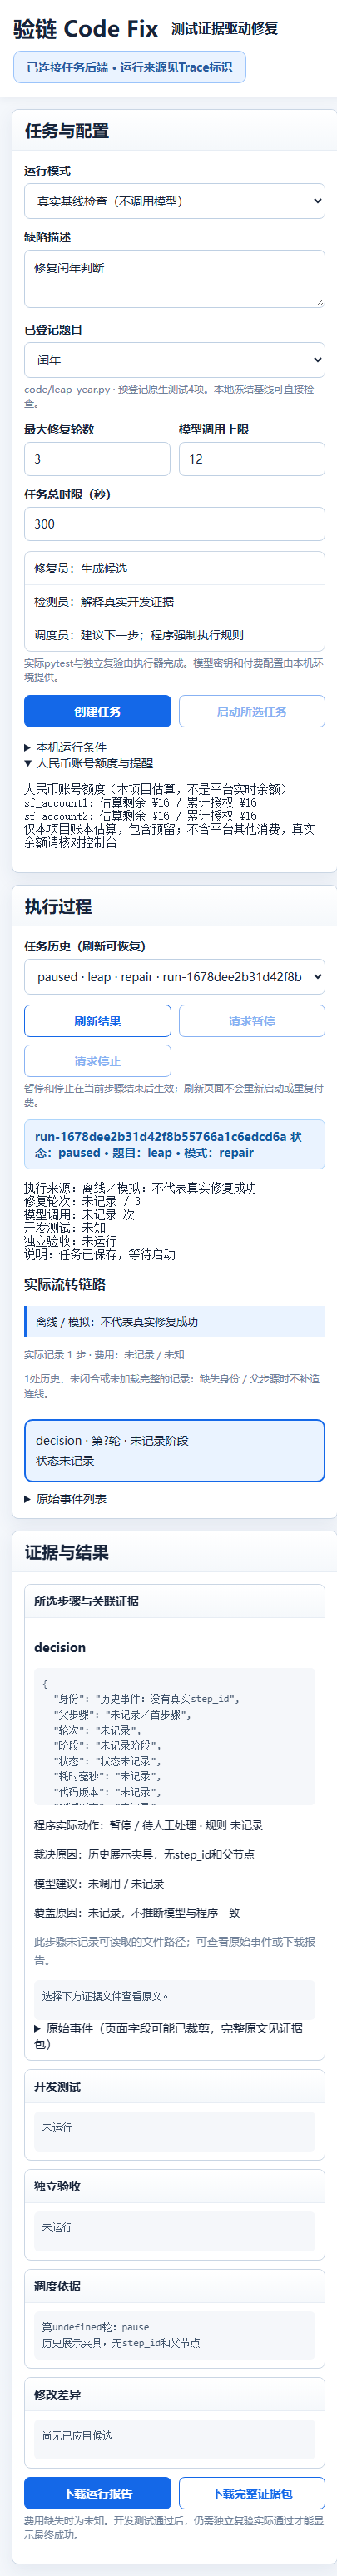 验链 Code Fix 测试证据驱动修复
已连接任务后端 • 运行来源见Trace标识
任务与配置
运行模式
真实基线检查（不调用模型）
缺陷描述
修复闰年判断
已登记题目
闰年
code/leap_year.py · 预登记原生测试4项。本地冻结基线可直接检
查。
最大修复轮数 模型调用上限
3 12
任务总时限（秒）
300
修复员：生成候选
检测员：解释真实开发证据
调度员：建议下一步；程序强制执行规则
实际pytest与独立复验由执行器完成。模型密钥和付费配置由本机环
境提供。
创建任务 启动所选任务
▶ 本机运行条件
▼ 人民币账号额度与提醒
人民币账号额度（本项目估算，不是平台实时余额）
sf_account1：估算剩余 ¥16 / 累计授权 ¥16
sf_account2：估算剩余 ¥16 / 累计授权 ¥16
仅本项目账本估算，包含预留；不含平台其他消费，真实
余额请核对控制台
执行过程
任务历史（刷新可恢复）
paused · leap · repair · run-1678dee2b31d42f8b
刷新结果 请求暂停
请求停止
暂停和停止在当前步骤结束后生效；刷新页面不会重新启动或重复付
费。
run-1678dee2b31d42f8b55766a1c6edcd6a 状
态：paused • 题目：leap • 模式：repair
执行来源：离线／模拟：不代表真实修复成功
修复轮次：未记录 / 3
模型调用：未记录 次
开发测试：未知
独立验收：未运行
说明：任务已保存，等待启动
实际流转链路
离线 / 模拟：不代表真实修复成功
实际记录 1 步 · 费用：未记录 / 未知
1处历史、未闭合或未加载完整的记录：缺失身份 / 父步骤时不补造
连线。
decision · 第?轮 · 未记录阶段
状态未记录
▶ 原始事件列表
证据与结果
所选步骤与关联证据
decision
{
"身份": "历史事件：没有真实step_id",
"父步骤": "未记录／首步骤",
"轮次": "未记录",
"阶段": "未记录阶段",
"状态": "状态未记录",
"耗时毫秒": "未记录",
"代码版本": "未记录",
程序实际动作：暂停 / 待人工处理 · 规则 未记录
裁决原因：历史展示夹具，无step_id和父节点
模型建议：未调用 / 未记录
覆盖原因：未记录，不推断模型与程序一致
此步骤未记录可读取的文件路径；可查看原始事件或下载报
告。
选择下方证据文件查看原文。
▶ 原始事件（页面字段可能已裁剪，完整原文见证据
包）
开发测试
未运行
独立验收
未运行
调度依据
第undefined轮：pause
历史展示夹具，无step_id和父节点
修改差异
尚无已应用候选
下载运行报告 下载完整证据包
费用缺失时为未知。开发测试通过后，仍需独立复验实际通过才能显
示最终成功。